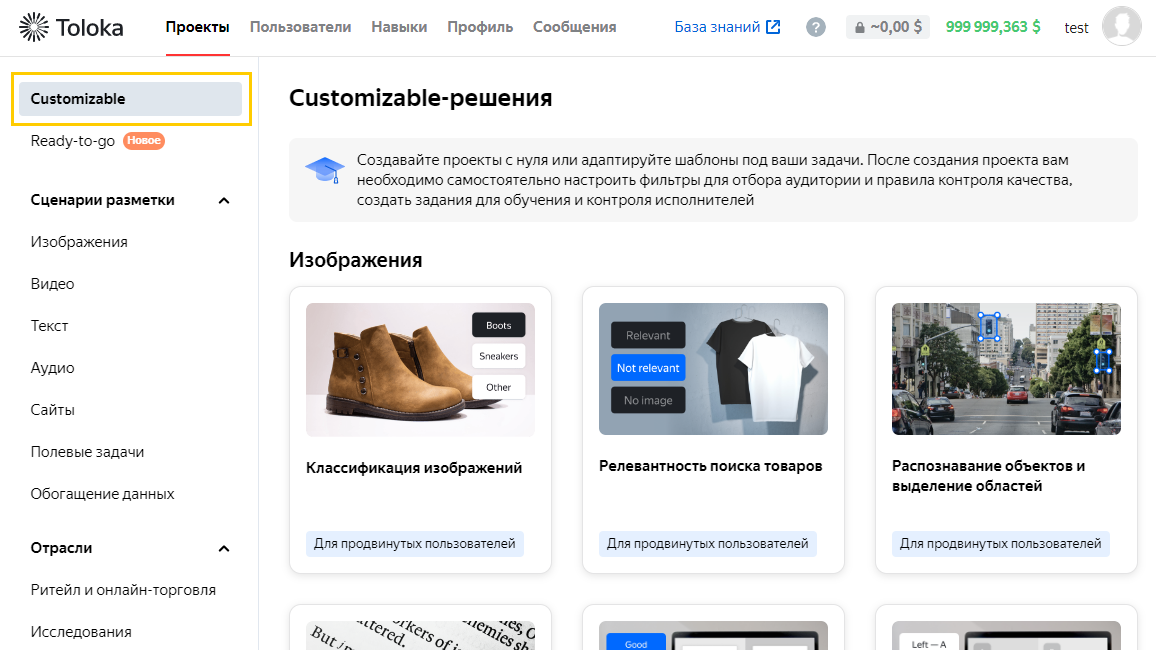 Toloka
Проекты
Пользователи
Навыки
Профиль
Сообщения
База знаний
?
~0,00 $
999 999,363 $
test
Customizable
Ready-to-go
Новое
Сценарии разметки
Изображения
Видео
Текст
Аудио
Сайты
Полевые задачи
Обогащение данных
Отрасли
Ритейл и онлайн-торговля
Исследования
Customizable-решения
Создавайте проекты с нуля или адаптируйте шаблоны под ваши задачи. После создания проекта вам
необходимо самостоятельно настроить фильтры для отбора аудитории и правила контроля качества,
создать задания для обучения и контроля исполнителей
Изображения
Boots
Sneakers
Other
Классификация изображений
Для продвинутых пользователей
Relevant
Not relevant
No image
Релевантность поиска товаров
Для продвинутых пользователей
Распознавание объектов и
выделение областей
Для продвинутых пользователей
Good
Left — A